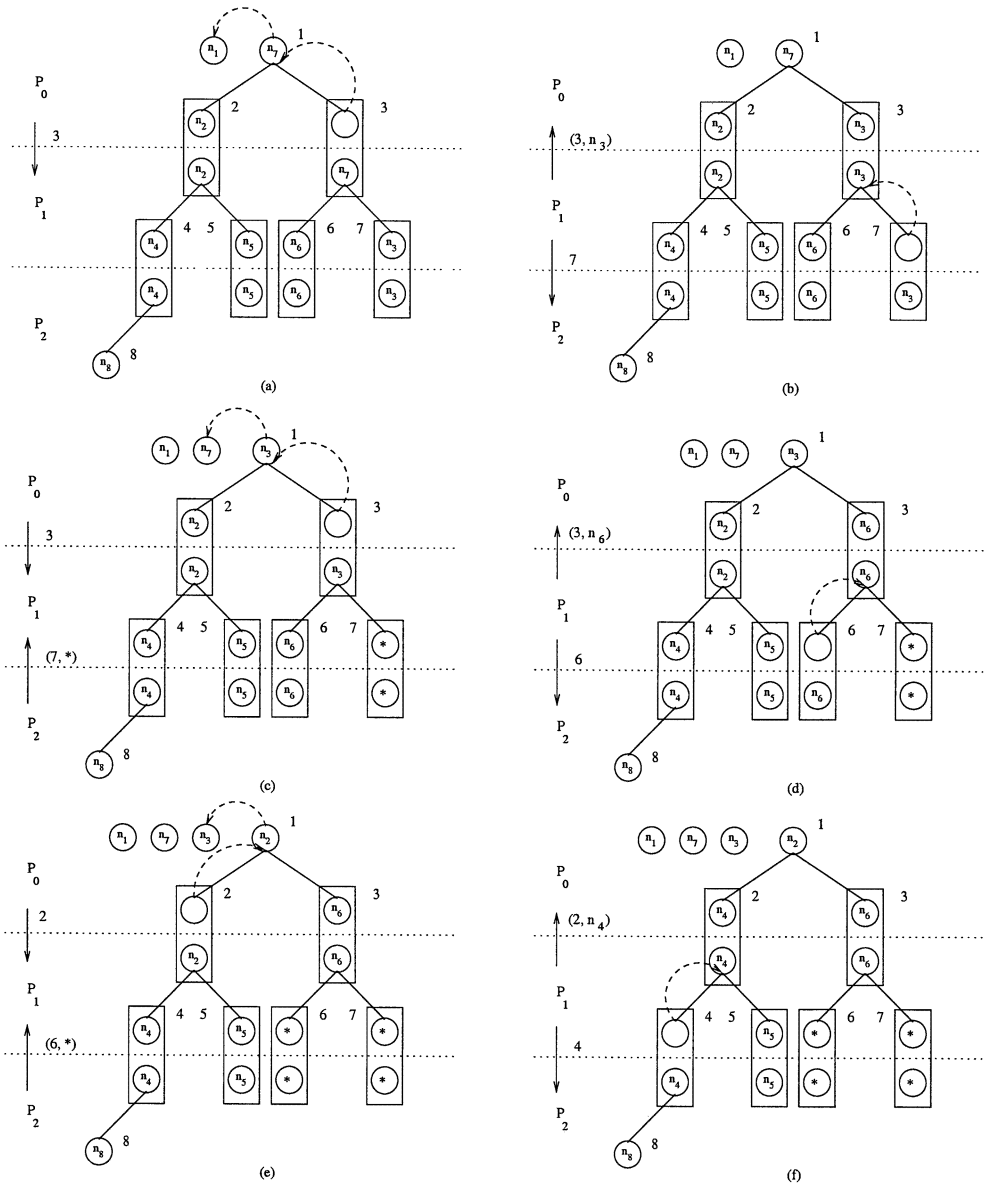 n1 n7 1
P0
2 3
n2
3
n2 n7
P1
4 5 6 7
n4 n5 n6 n3
n4 n5 n6 n3
P2
8
n8
(a)
n1 n7 1
P0
2 3
n2 n3
(3, n3)
n2 n3
P1
4 5 6 7
n4 n5 n6
7
n4 n5 n6 n3
P2
8
n8
(b)
n1 n7 n3 1
P0
2 3
n2
3
n2 n3
P1
4 5 6 7
n4 n5 n6 *
(7, *)
n4 n5 n6 *
P2
8
n8
(c)
n1 n7 n3 1
P0
2 3
n2 n6
(3, n6)
n2 n6
P1
4 5 6 7
n4 n5 *
6
n4 n5 n6 *
P2
8
n8
(d)
n1 n7 n3 n2 1
P0
2 3
n6
2
n2 n6
P1
4 5 6 7
n4 n5 * *
(6, *)
n4 n5 * *
P2
8
n8
(e)
n1 n7 n3 n2 1
P0
2 3
n4 n6
(2, n4)
n4 n6
P1
4 5 6 7
n5 * *
4
n4 n5 * *
P2
8
n8
(f)